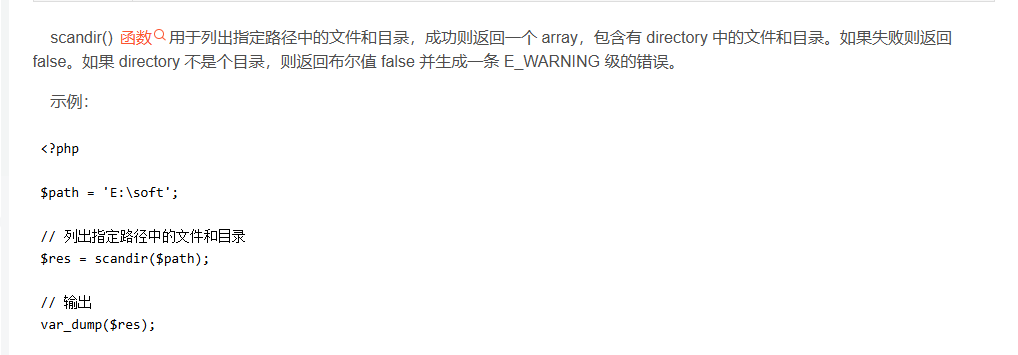 scandir() 函数用于列出指定路径中的文件和目录，成功则返回一个 array，包含有 directory 中的文件和目录。如果失败则返回
false。如果 directory 不是个目录，则返回布尔值 false 并生成一条 E_WARNING 级的错误。
示例：
<?php
$path = 'E:\soft';
// 列出指定路径中的文件和目录
$res = scandir($path);
// 输出
var_dump($res);